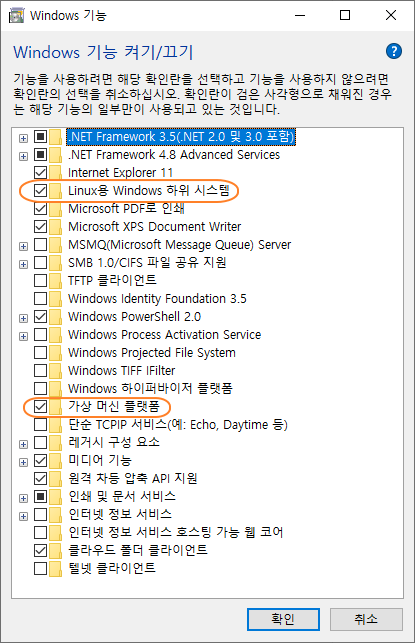 Windows 기능
Windows 기능 켜기/끄기
기능을 사용하려면 해당 확인란을 선택하고 기능을 사용하지 않으려면
확인란의 선택을 취소하십시오. 확인란이 검은 사각형으로 채워진 경우
는 해당 기능의 일부만이 사용되고 있는 것입니다.
.NET Framework 3.5(.NET 2.0 및 3.0 포함)
.NET Framework 4.8 Advanced Services
Internet Explorer 11
Linux용 Windows 하위 시스템
Microsoft PDF로 인쇄
Microsoft XPS Document Writer
MSMQ(Microsoft Message Queue) Server
SMB 1.0/CIFS 파일 공유 지원
TFTP 클라이언트
Windows Identity Foundation 3.5
Windows PowerShell 2.0
Windows Process Activation Service
Windows Projected File System
Windows TIFF IFilter
Windows 하이퍼바이저 플랫폼
가상 머신 플랫폼
단순 TCPIP 서비스(예: Echo, Daytime 등)
레거시 구성 요소
미디어 기능
원격 차등 압축 API 지원
인쇄 및 문서 서비스
인터넷 정보 서비스
인터넷 정보 서비스 호스팅 가능 웹 코어
클라우드 폴더 클라이언트
텔넷 클라이언트
확인
취소